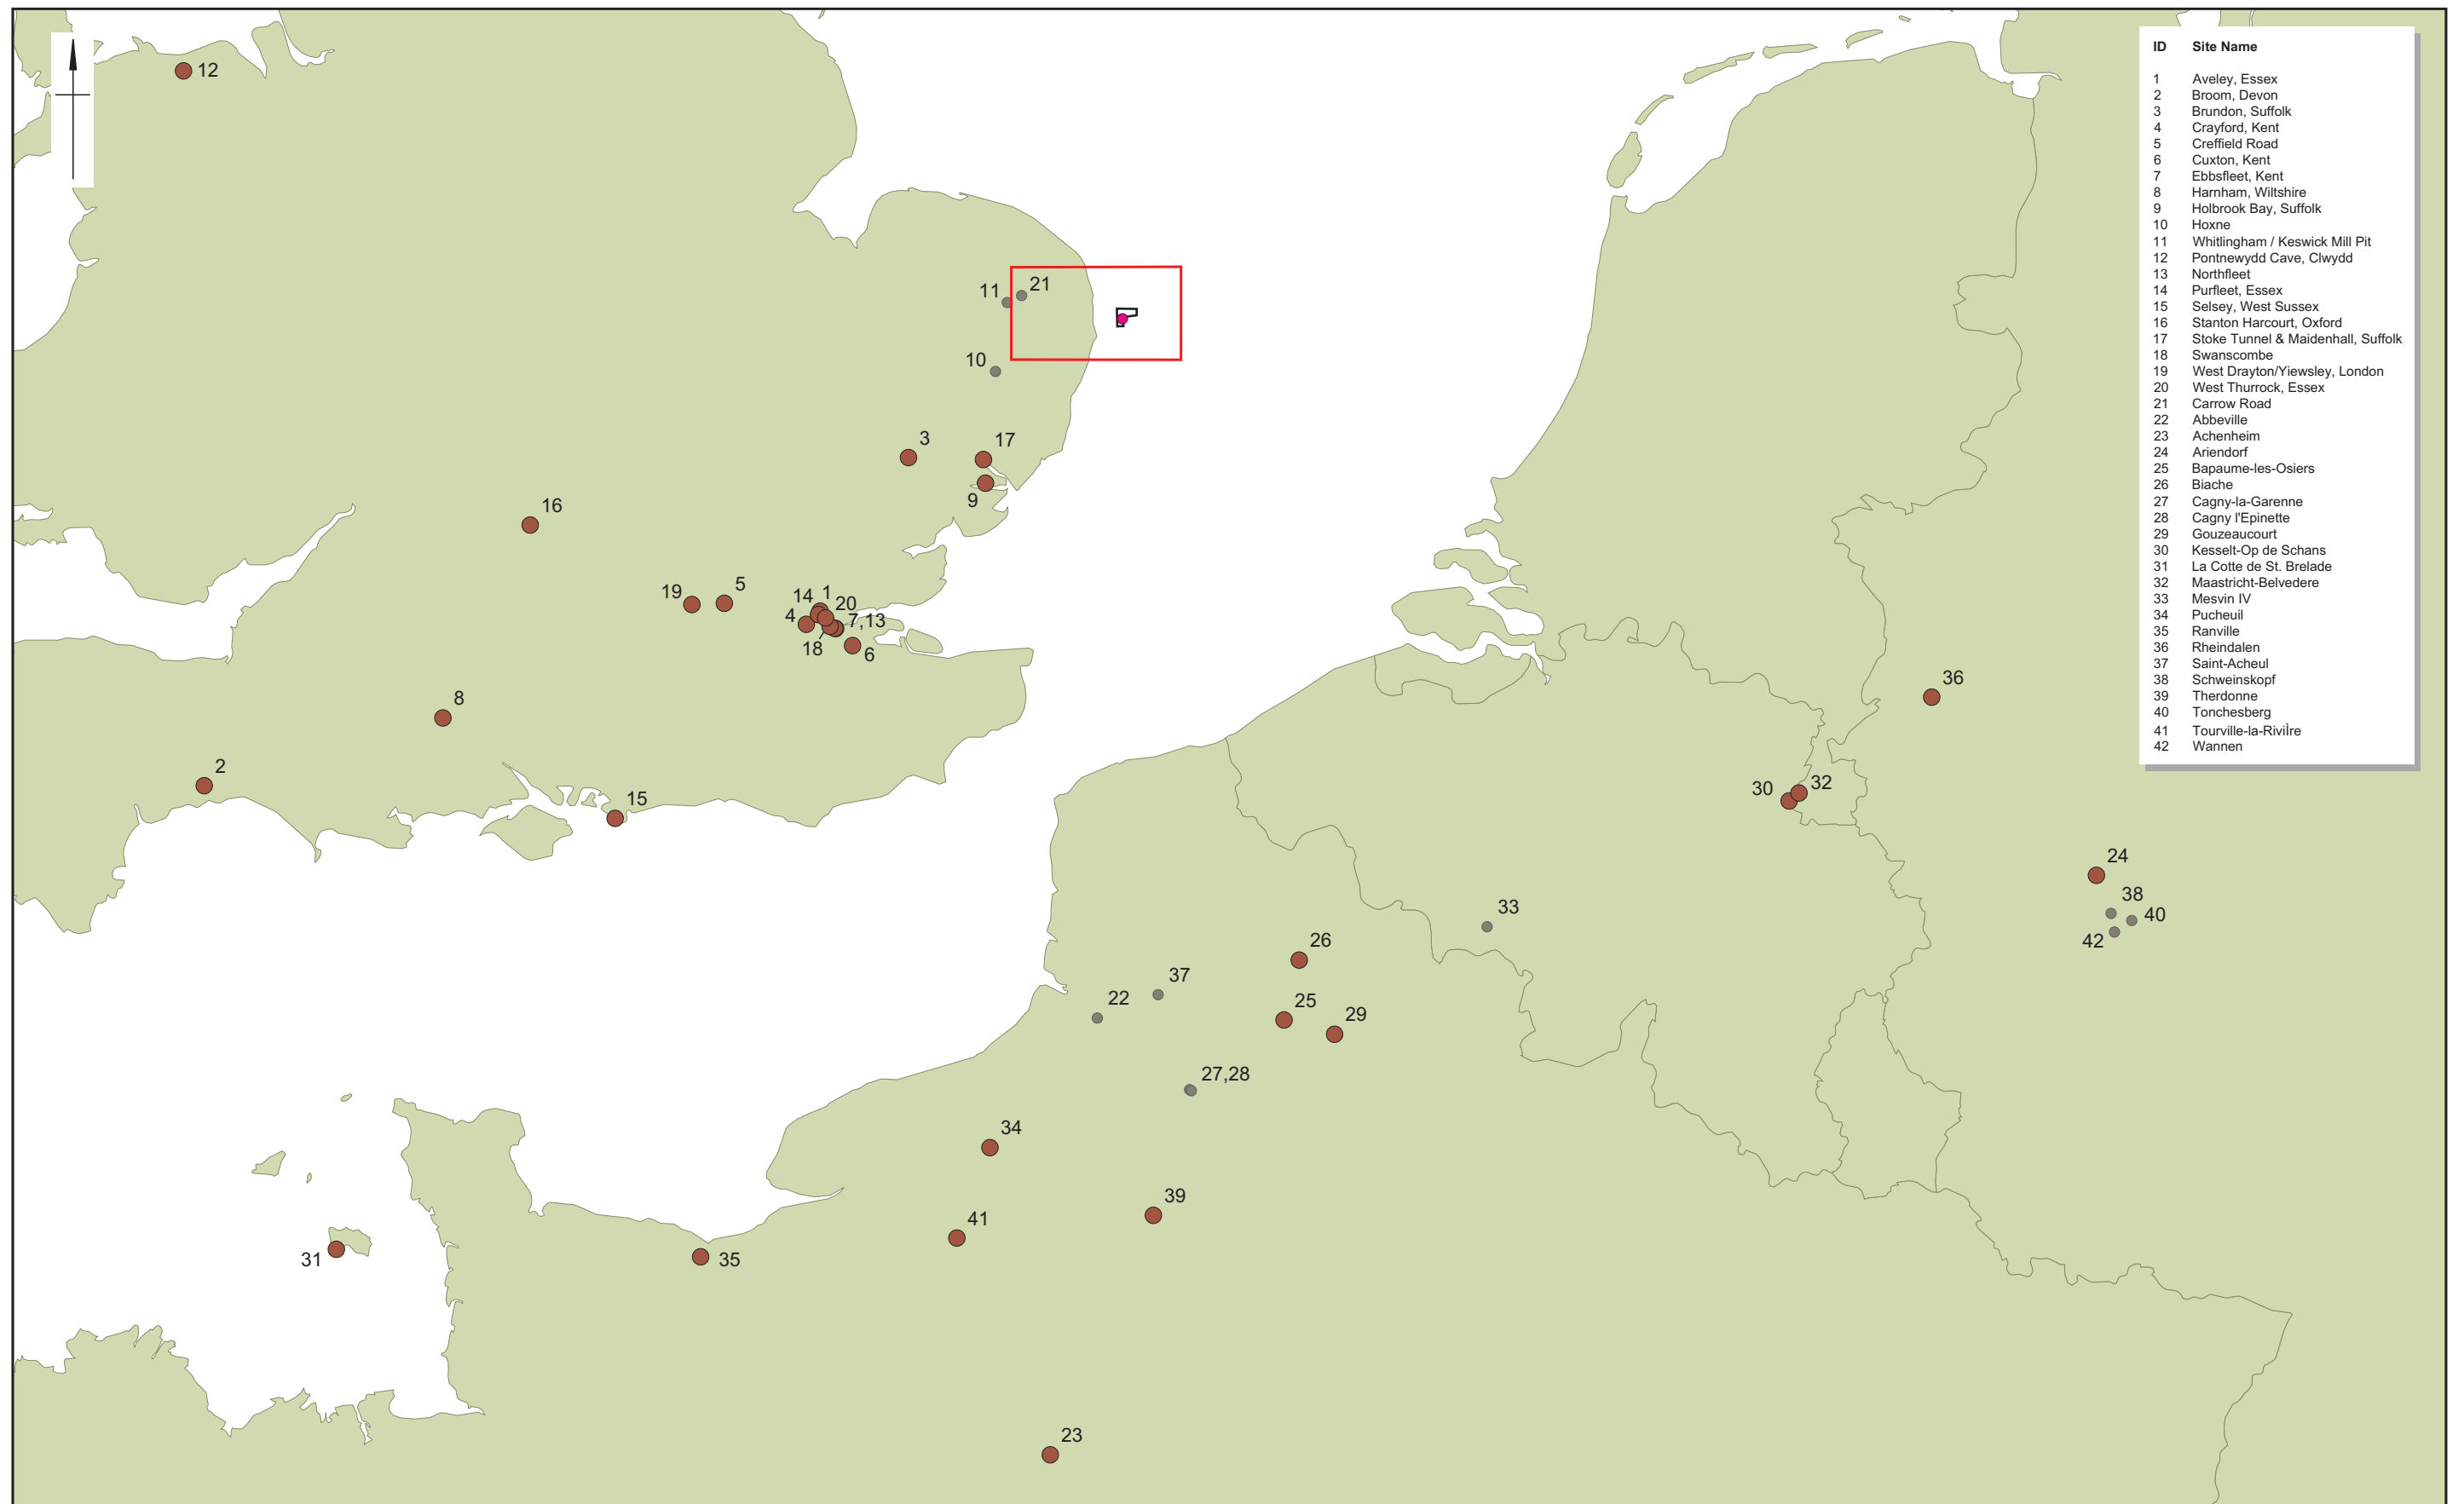 ID Site Name
1 Aveley, Essex
2 Broom, Devon
3 Brundon, Suffolk
4 Crayford, Kent
5 Creffield Road
6 Cuxton, Kent
7 Ebbsfleet, Kent
8 Harnham, Wiltshire
9 Holbrook Bay, Suffolk
10 Hoxne
11 Whitlingham / Keswick Mill Pit
12 Pontnewydd Cave, Clwydd
13 Northfleet
14 Purfleet, Essex
15 Selsey, West Sussex
16 Stanton Harcourt, Oxford
17 Stoke Tunnel & Maidenhall, Suffolk
18 Swanscombe
19 West Drayton/Yiewsley, London
20 West Thurrock, Essex
21 Carrow Road
22 Abbeville
23 Achenheim
24 Ariendorf
25 Bapaume-les-Osiers
26 Biache
27 Cagny-la-Garenne
28 Cagny l'Epinette
29 Gouzeaucourt
30 Kesselt-Op de Schans
31 La Cotte de St. Brelade
32 Maastricht-Belvedere
33 Mesvin IV
34 Pucheuil
35 Ranville
36 Rheindalen
37 Saint-Acheul
38 Schweinskopf
39 Therdonne
40 Tonchesberg
41 Tourville-la-RiviÌre
42 Wannen
12
21
11
10
3
17
9
16
19
5
14
1
20
4
7,13
18
6
8
2
15
36
30
32
24
38
40
42
33
26
37
22
25
29
27,28
34
39
41
31
35
23